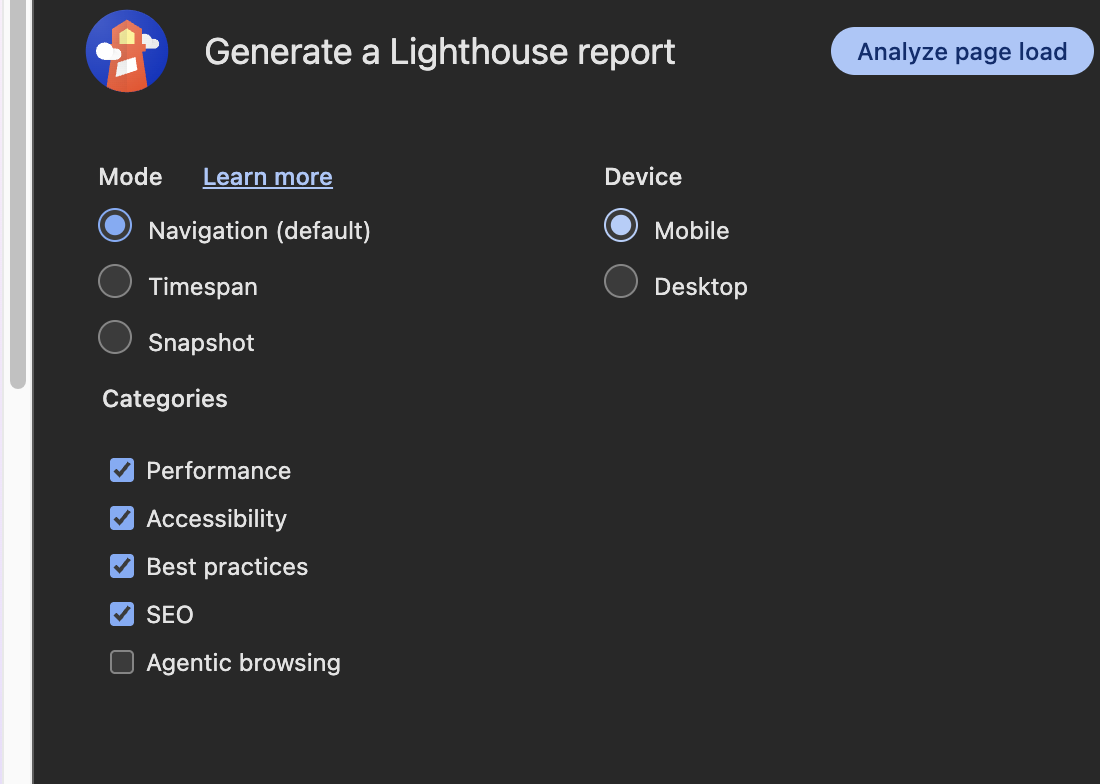 Generate a Lighthouse report
Analyze page load
Mode
Learn more
Device
Navigation (default)
Mobile
Timespan
Desktop
Snapshot
Categories
Performance
Accessibility
Best practices
SEO
Agentic browsing